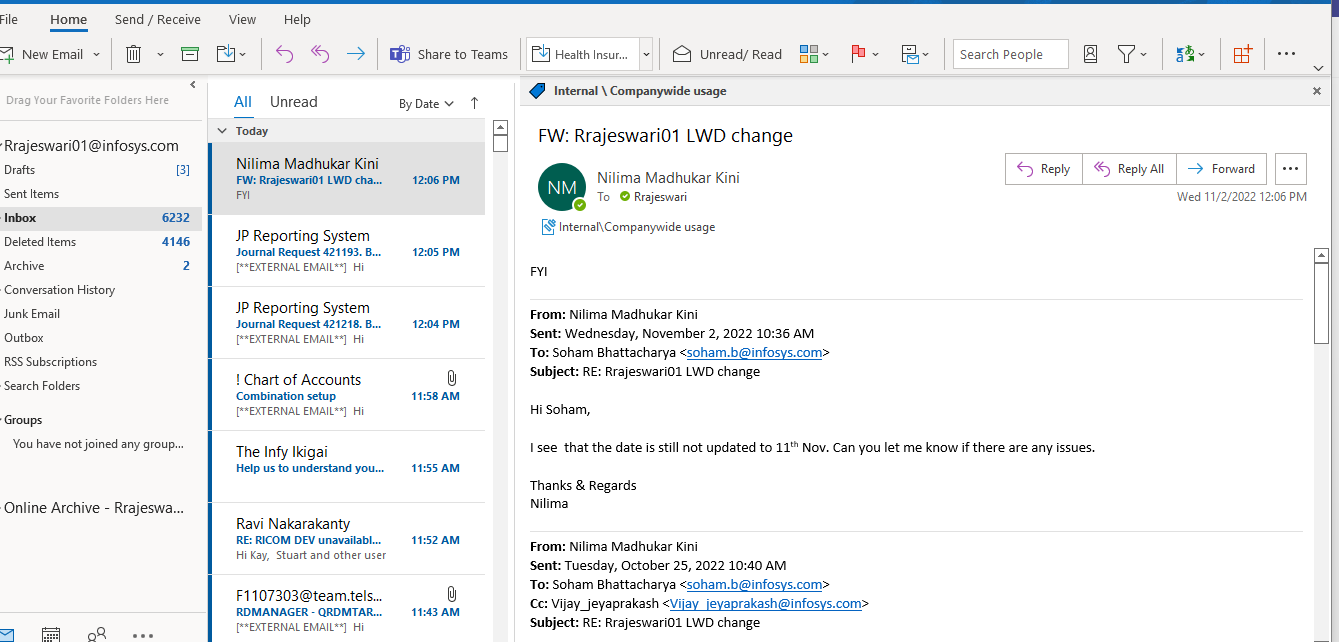 File Home Send / Receive View Help
New Email Share to Teams Health Insur... Unread/ Read Search People
Drag Your Favorite Folders Here
Rrajeswari01@infosys.com
Drafts [3]
Sent Items
Inbox 6232
Deleted Items 4146
Archive 2
Conversation History
Junk Email
Outbox
RSS Subscriptions
Search Folders
Groups
You have not joined any group...
Online Archive - Rrajeswa...
All Unread By Date
Today
Nilima Madhukar Kini
FW: Rrajeswari01 LWD cha... 12:06 PM
FYI
JP Reporting System
Journal Request 421193. B... 12:05 PM
[**EXTERNAL EMAIL**] Hi
JP Reporting System
Journal Request 421218. B... 12:04 PM
[**EXTERNAL EMAIL**] Hi
! Chart of Accounts
Combination setup 11:58 AM
[**EXTERNAL EMAIL**] Hi
The Infy Ikigai
Help us to understand you... 11:55 AM
Ravi Nakarakanty
RE: RICOM DEV unavailabl... 11:52 AM
Hi Kay, Stuart and other user
F1107303@team.tels...
RDMANAGER - QRDMTAR... 11:43 AM
[**EXTERNAL EMAIL**] Hi
Internal \ Companywide usage
FW: Rrajeswari01 LWD change
NM
Nilima Madhukar Kini
To Rrajeswari
Reply Reply All Forward
Wed 11/2/2022 12:06 PM
Internal\Companywide usage
FYI
From: Nilima Madhukar Kini
Sent: Wednesday, November 2, 2022 10:36 AM
To: Soham Bhattacharya <soham.b@infosys.com>
Subject: RE: Rrajeswari01 LWD change
Hi Soham,
I see that the date is still not updated to 11th Nov. Can you let me know if there are any issues.
Thanks & Regards
Nilima
From: Nilima Madhukar Kini
Sent: Tuesday, October 25, 2022 10:40 AM
To: Soham Bhattacharya <soham.b@infosys.com>
Cc: Vijay_jeyaprakash <Vijay_jeyaprakash@infosys.com>
Subject: RE: Rrajeswari01 LWD change